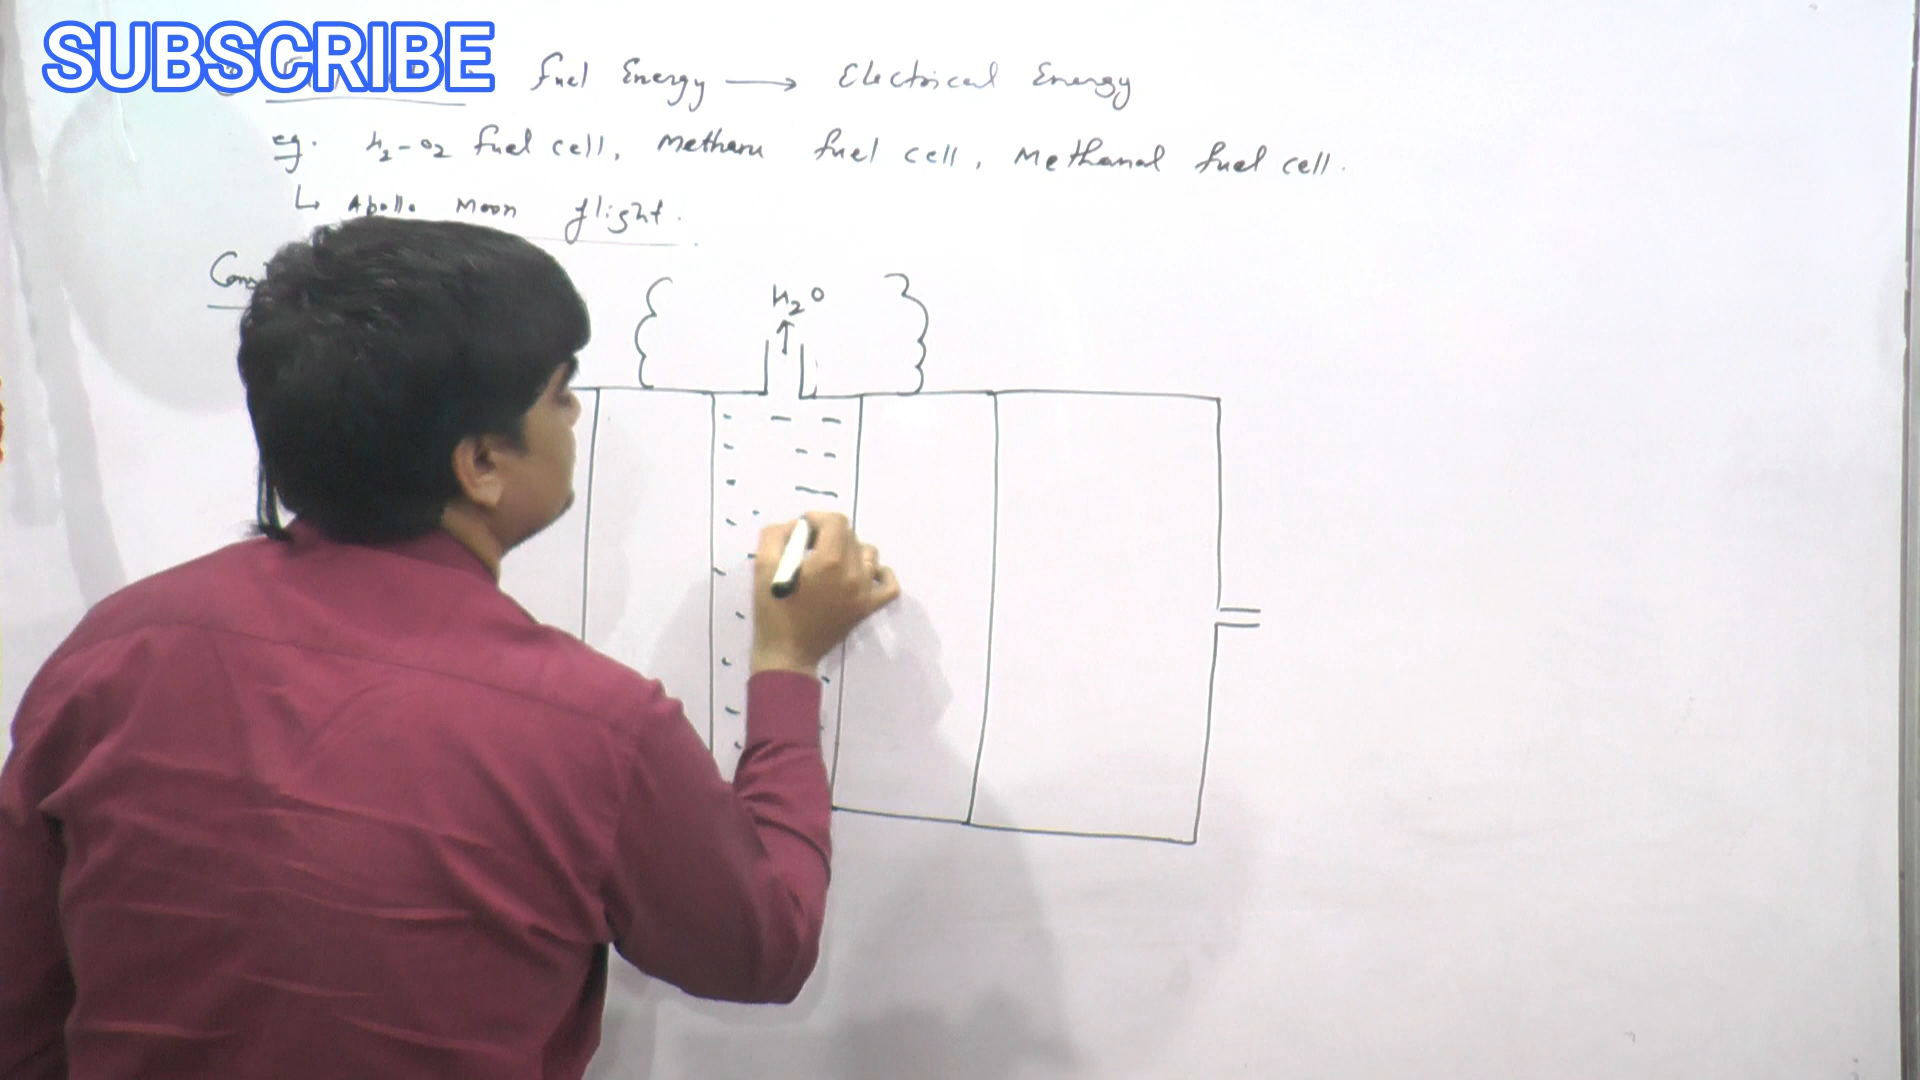 SUBSCRIBE
Fuel Energy → Electrical Energy
eg. H2-O2 fuel cell, Methane fuel cell, Methanol fuel cell.
↳ Apollo Moon flight.
H2O